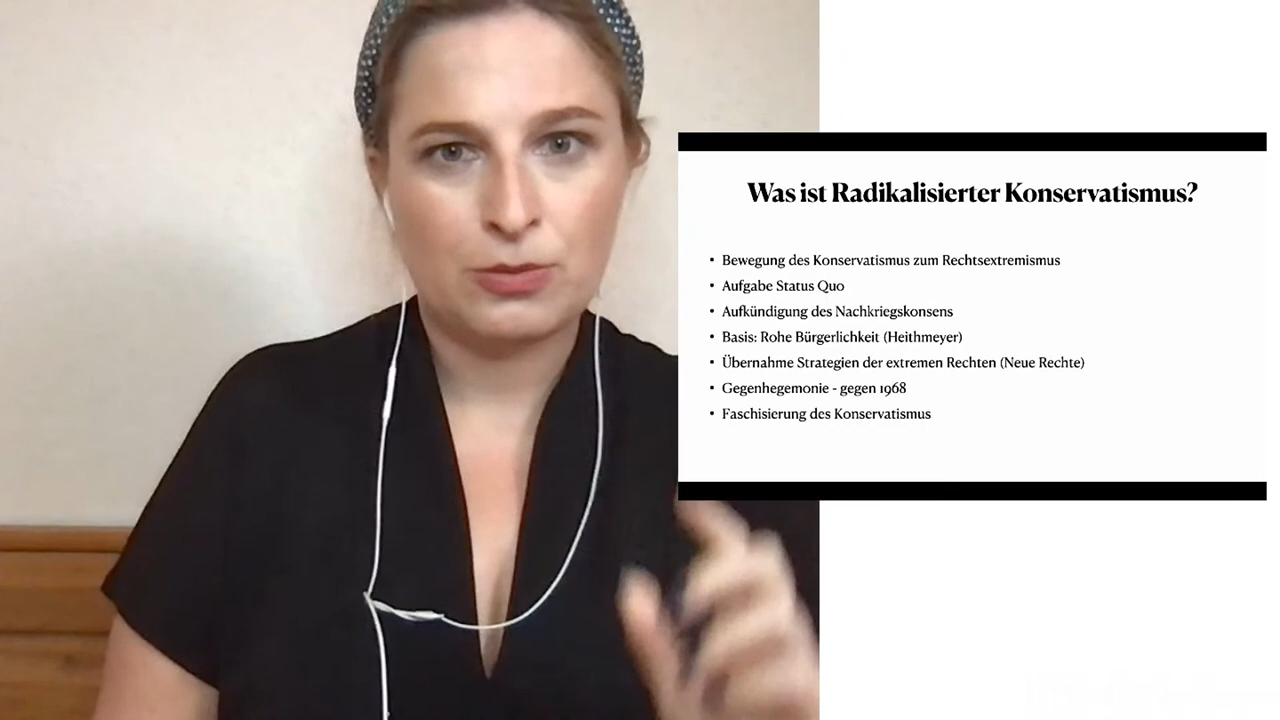 Was ist Radikalisierter Konservatismus?
• Bewegung des Konservatismus zum Rechtsextremismus
• Aufgabe Status Quo
• Aufkündigung des Nachkriegskonsens
• Basis: Rohe Bürgerlichkeit (Heithmeyer)
• Übernahme Strategien der extremen Rechten (Neue Rechte)
• Gegenhegemonie - gegen 1968
• Faschisierung des Konservatismus